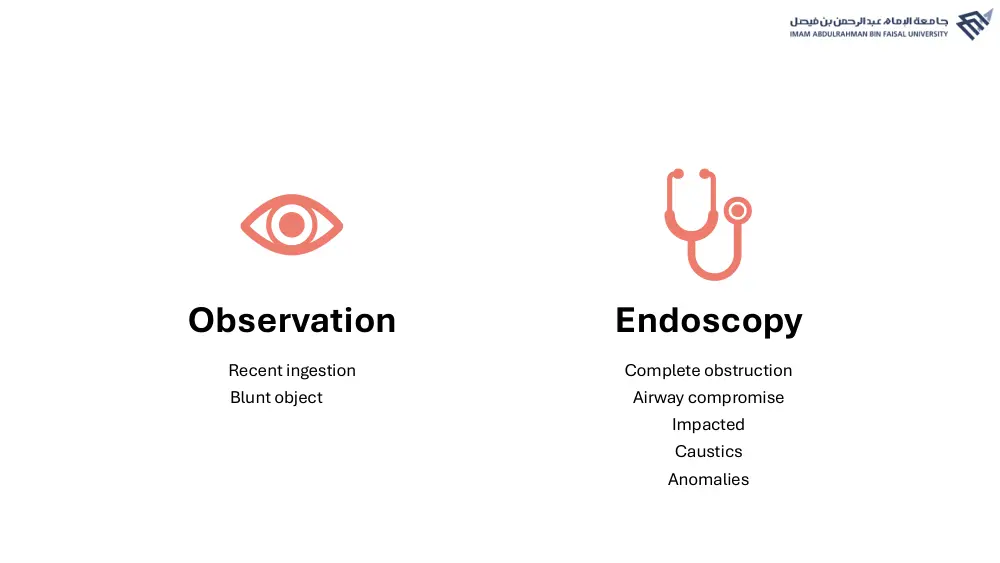 جامعة الإمام عبدالرحمن بن فيصل
IMAM ABDULRAHMAN BIN FAISAL UNIVERSITY
Observation
Recent ingestion
Blunt object
Endoscopy
Complete obstruction
Airway compromise
Impacted
Caustics
Anomalies